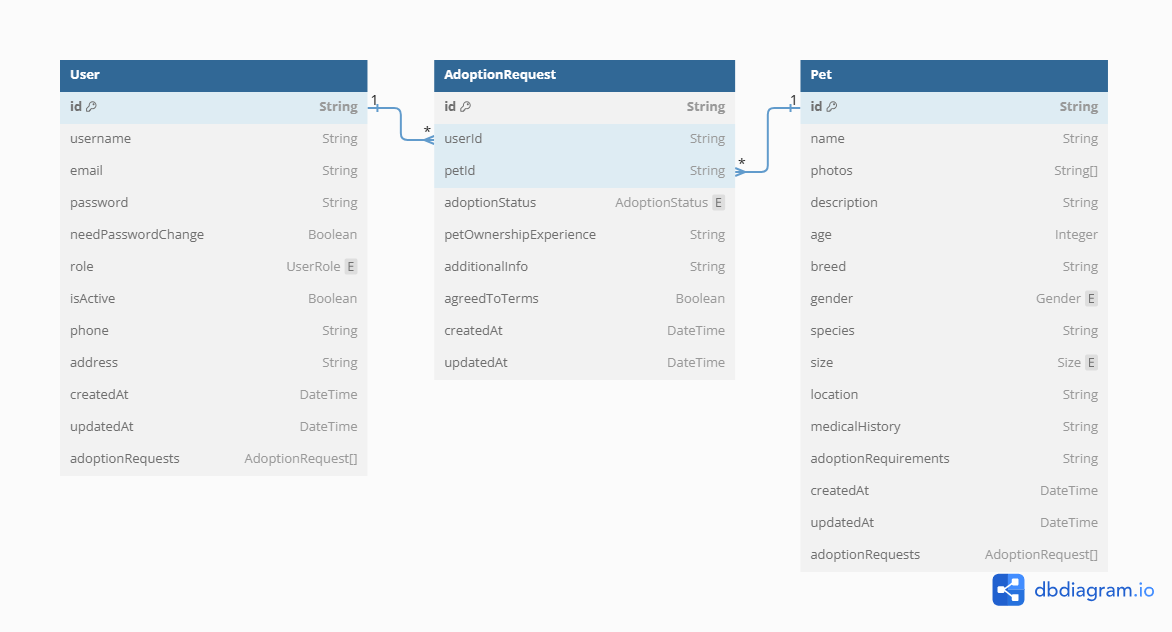 User
id String
username String
email String
password String
needPasswordChange Boolean
role UserRole E
isActive Boolean
phone String
address String
createdAt DateTime
updatedAt DateTime
adoptionRequests AdoptionRequest[]
1
*
AdoptionRequest
id String
userId String
petId String
adoptionStatus AdoptionStatus E
petOwnershipExperience String
additionalInfo String
agreedToTerms Boolean
createdAt DateTime
updatedAt DateTime
1
*
Pet
id String
name String
photos String[]
description String
age Integer
breed String
gender Gender E
species String
size Size E
location String
medicalHistory String
adoptionRequirements String
createdAt DateTime
updatedAt DateTime
adoptionRequests AdoptionRequest[]
dbdiagram.io